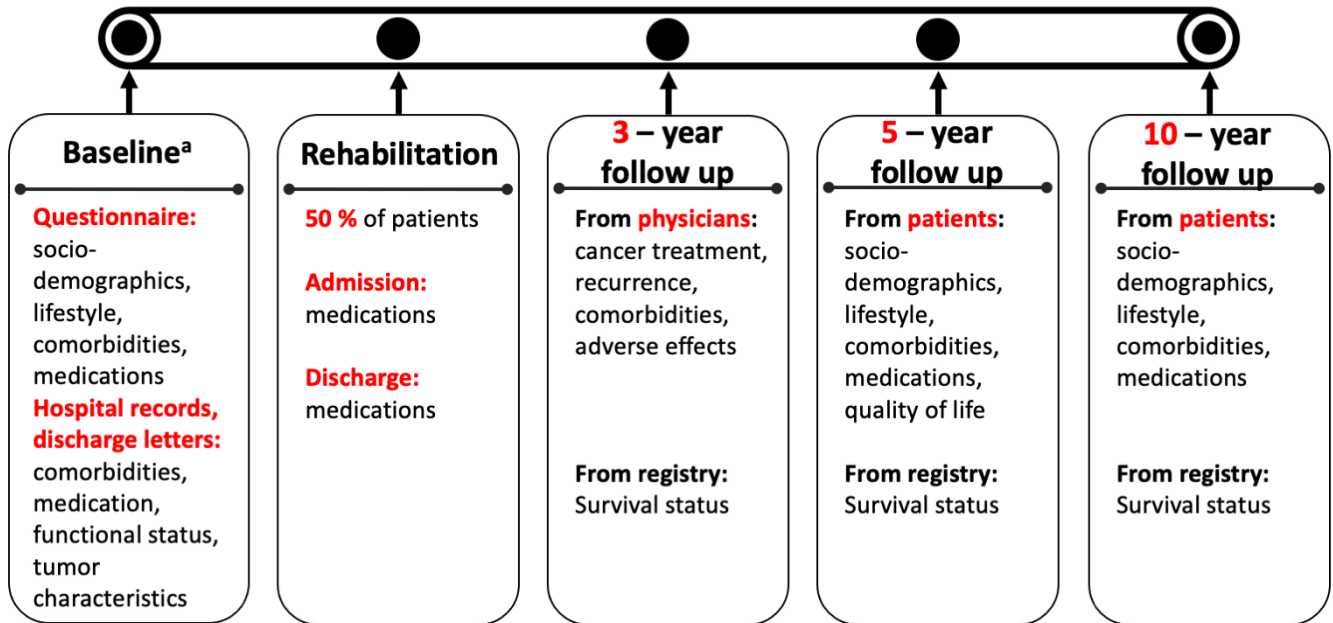 Baselineᵃ
Questionnaire:
socio-
demographics,
lifestyle,
comorbidities,
medications
Hospital records,
discharge letters:
comorbidities,
medication,
functional status,
tumor
characteristics
Rehabilitation
50 % of patients
Admission:
medications
Discharge:
medications
3 – year
follow up
From physicians:
cancer treatment,
recurrence,
comorbidities,
adverse effects
From registry:
Survival status
5 – year
follow up
From patients:
socio-
demographics,
lifestyle,
comorbidities,
medications,
quality of life
From registry:
Survival status
10 – year
follow up
From patients:
socio-
demographics,
lifestyle,
comorbidities,
medications
From registry:
Survival status